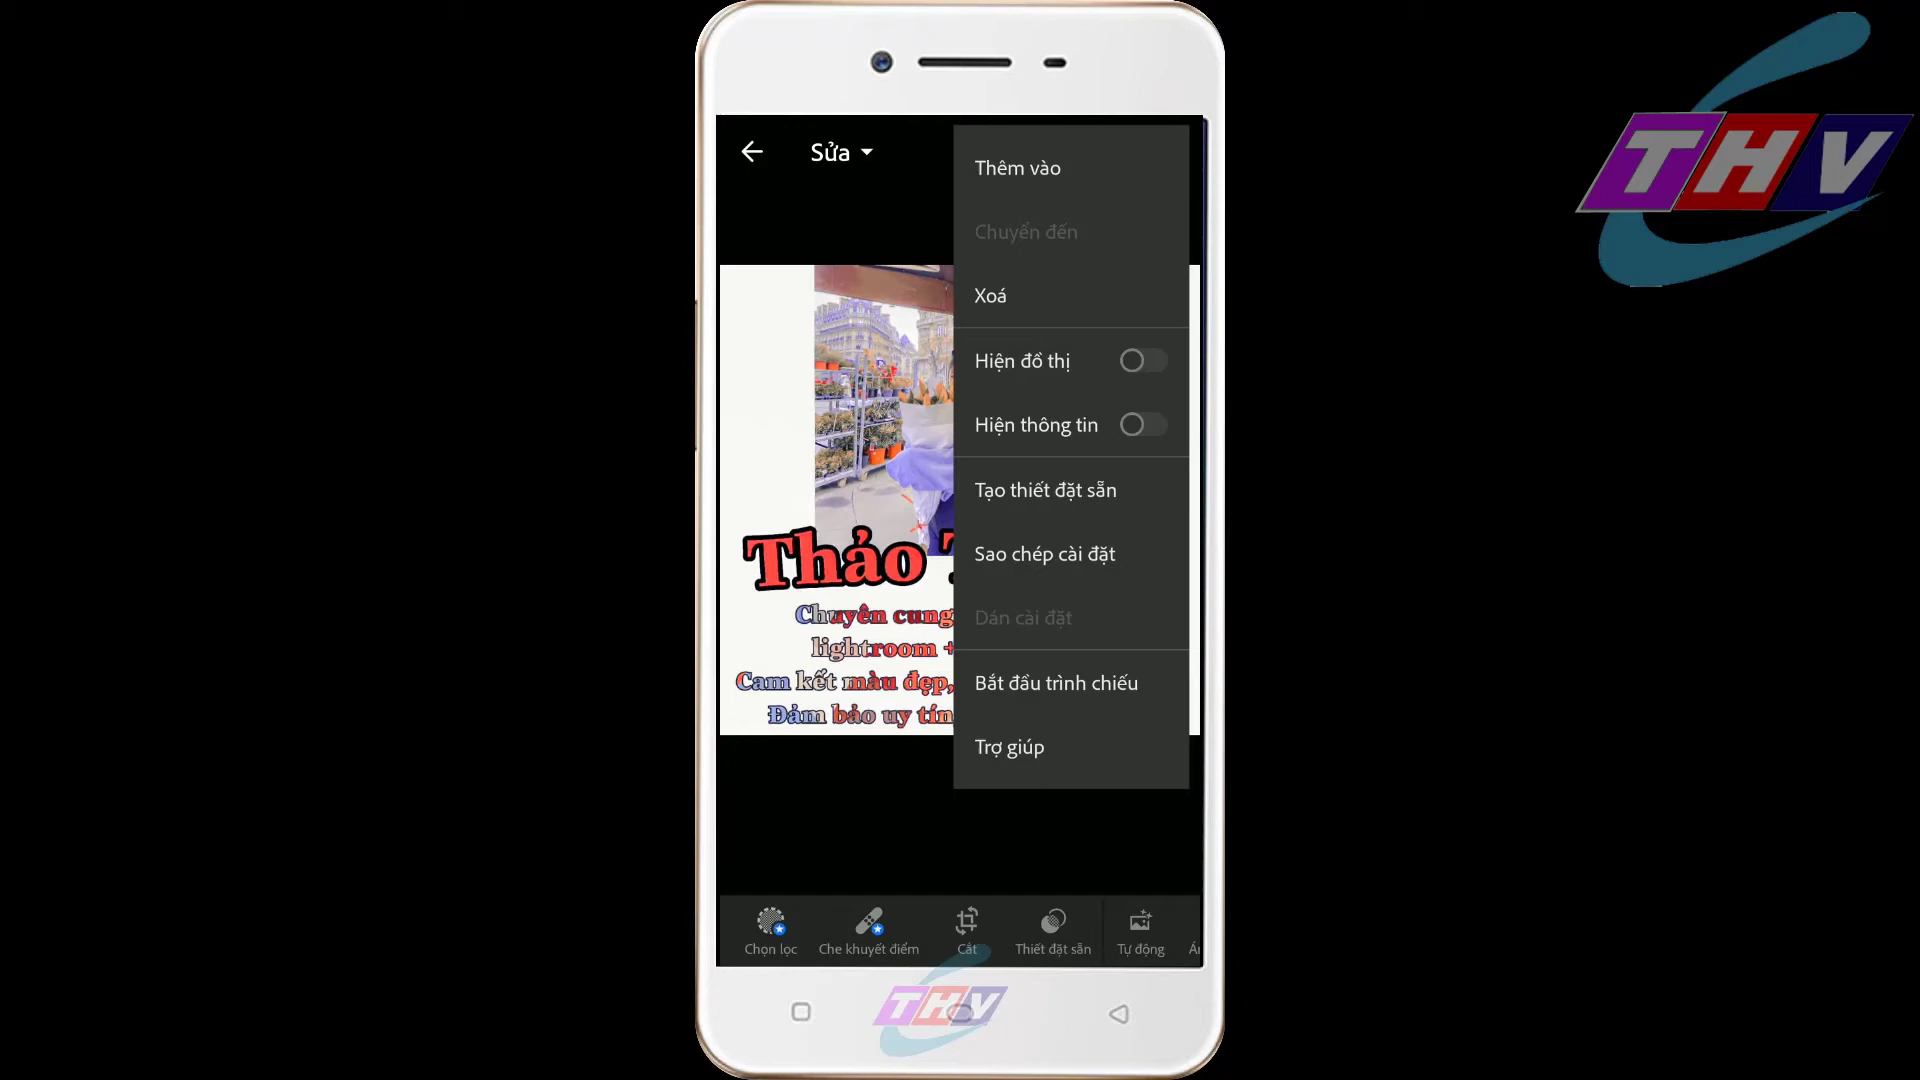 THV
Sửa
Thêm vào
Chuyển đến
Xoá
Hiện đồ thị
Hiện thông tin
Tạo thiết đặt sẵn
Sao chép cài đặt
Dán cài đặt
Bắt đầu trình chiếu
Trợ giúp
Thảo
Chuyên cung
lightroom +
Cam kết màu đẹp,
Đảm bảo uy tín
Chọn lọc
Che khuyết điểm
Cắt
Thiết đặt sẵn
Tự động
THV